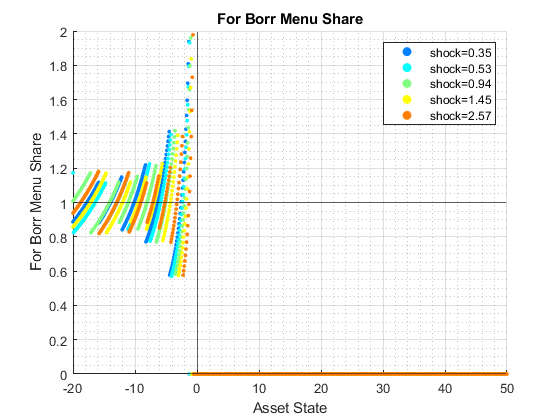 For Borr Menu Share
shock=0.35
shock=0.53
shock=0.94
shock=1.45
shock=2.57
For Borr Menu Share
2
1.8
1.6
1.4
1.2
1
0.8
0.6
0.4
0.2
0
-20
-10
0
10
20
30
40
50
Asset State